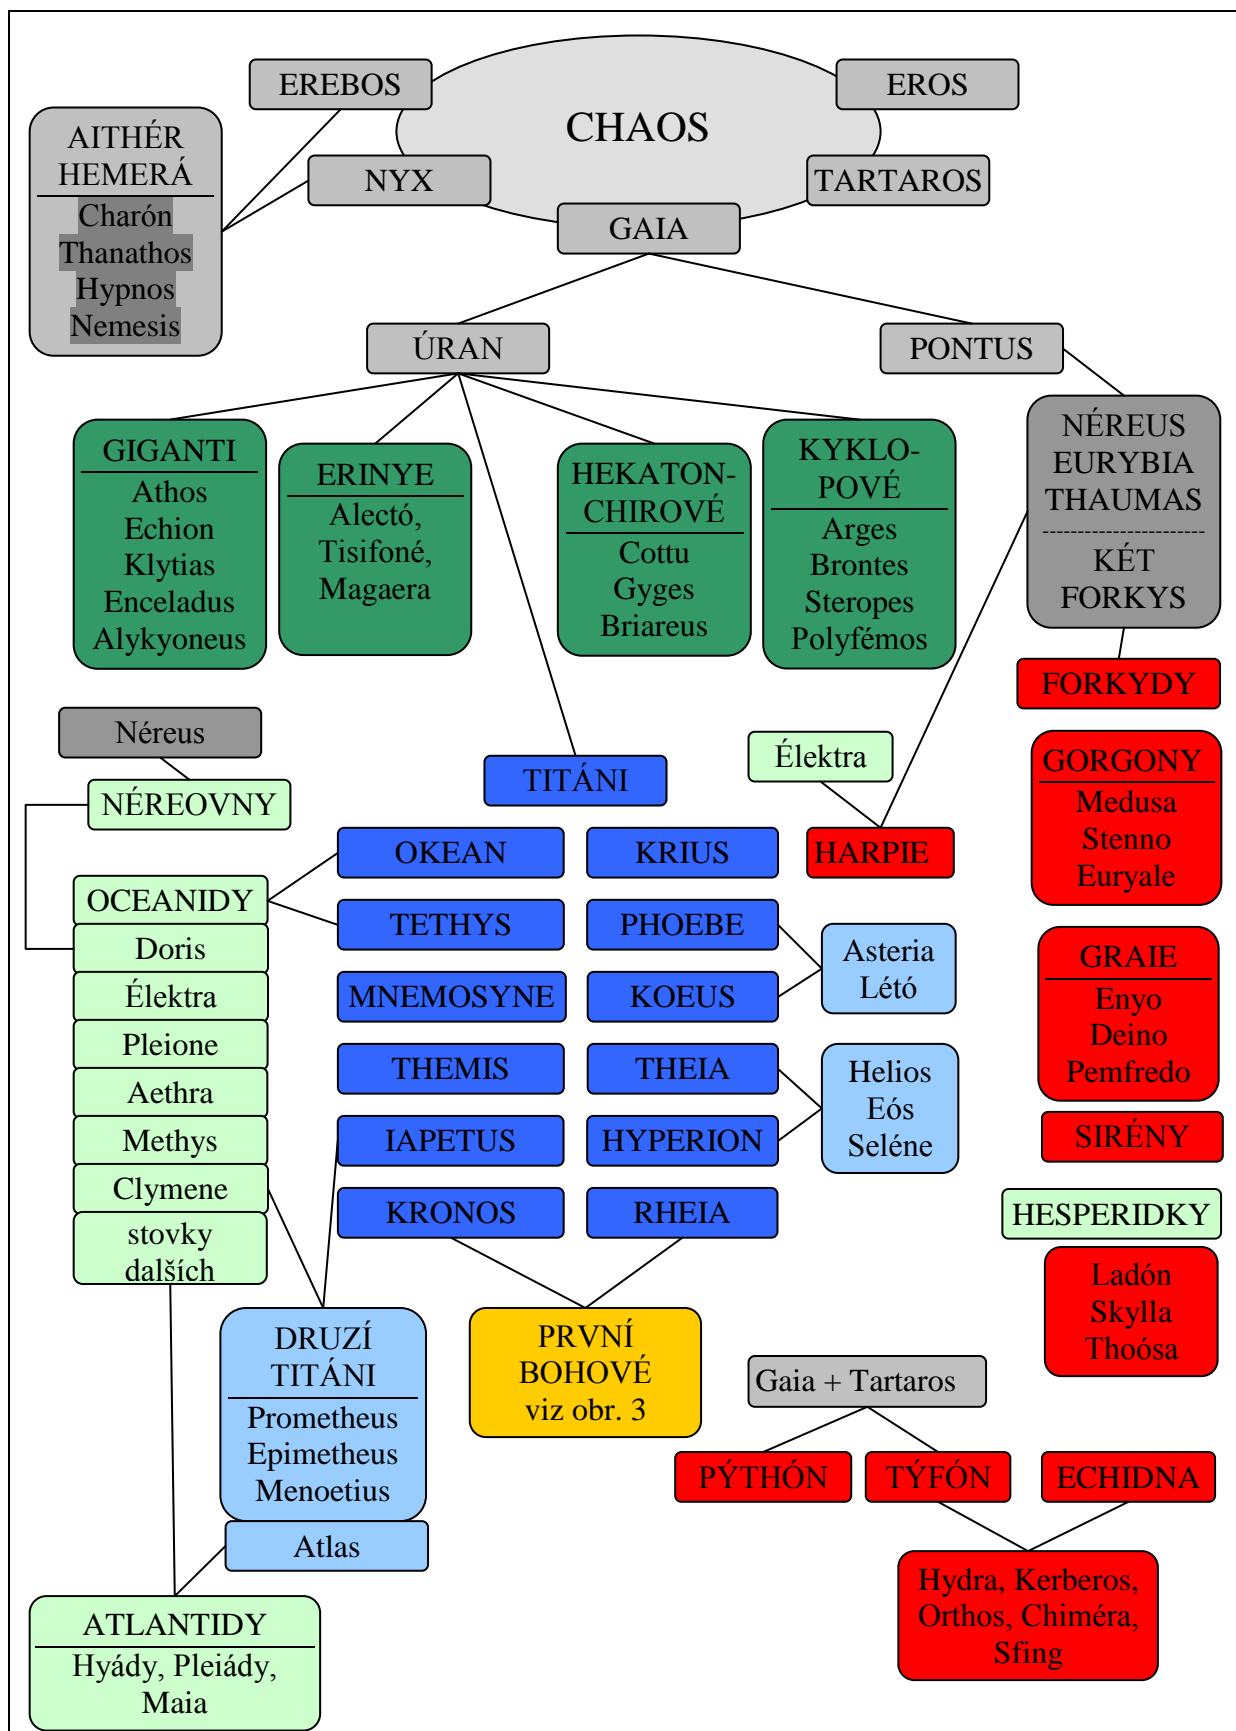 EREBOS
EROS
CHAOS
AITHÉR
HEMERÁ
Charón
Thanathos
Hypnos
Nemesis
NYX
TARTAROS
GAIA
ÚRAN
PONTUS
GIGANTI
Athos
Echion
Klytias
Enceladus
Alykyoneus
ERINYE
Alectó,
Tisifoné,
Magaera
HEKATON-
CHIROVÉ
Cottu
Gyges
Briareus
KYKLO-
POVÉ
Arges
Brontes
Steropes
Polyfémos
NÉREUS
EURYBIA
THAUMAS
-----------------------
KÉT
FORKYS
FORKYDY
Néreus
NÉREOVNY
TITÁNI
Élektra
HARPIE
GORGONY
Medusa
Stenno
Euryale
OKEAN
KRIUS
OCEANIDY
Doris
Élektra
Pleione
Aethra
Methys
Clymene
stovky
dalších
TETHYS
PHOEBE
MNEMOSYNE
KOEUS
Asteria
Létó
THEMIS
THEIA
IAPETUS
HYPERION
Helios
Eós
Seléne
KRONOS
RHEIA
GRAIE
Enyo
Deino
Pemfredo
SIRÉNY
HESPERIDKY
Ladón
Skylla
Thoósa
DRUZÍ
TITÁNI
Prometheus
Epimetheus
Menoetius
Atlas
PRVNÍ
BOHOVÉ
viz obr. 3
Gaia + Tartaros
PÝTHÓN
TÝFÓN
ECHIDNA
Hydra, Kerberos,
Orthos, Chiméra,
Sfing
ATLANTIDY
Hyády, Pleiády,
Maia